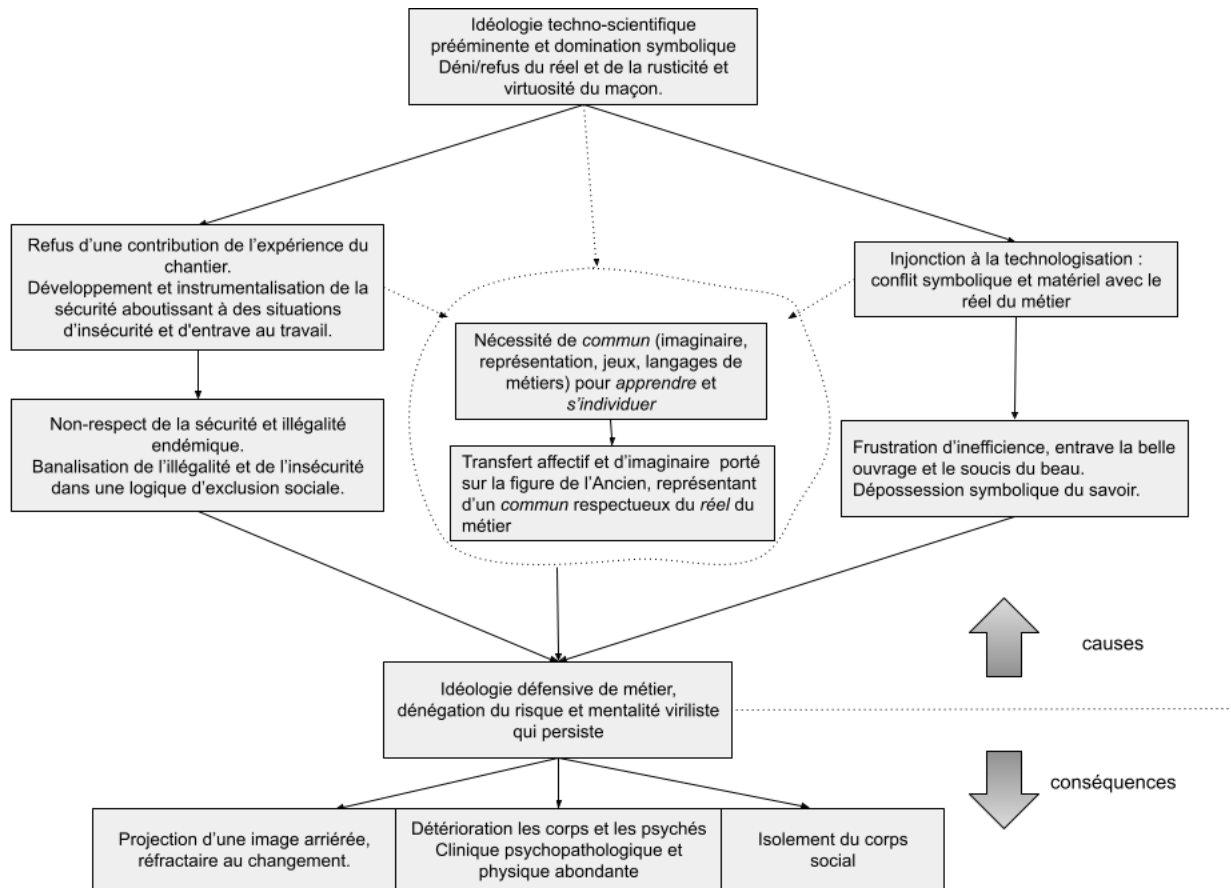 Idéologie techno-scientifique
prééminente et domination symbolique
Déni/refus du réel et de la rusticité et
virtuosité du maçon.
Refus d’une contribution de l’expérience du
chantier.
Développement et instrumentalisation de la
sécurité aboutissant à des situations
d’insécurité et d'entrave au travail.
Injonction à la technologisation :
conflit symbolique et matériel avec le
réel du métier
Nécessité de commun (imaginaire,
représentation, jeux, langages de
métiers) pour apprendre et
s’individuer
Non-respect de la sécurité et illégalité
endémique.
Banalisation de l’illégalité et de l’insécurité
dans une logique d’exclusion sociale.
Transfert affectif et d’imaginaire porté
sur la figure de l’Ancien, représentant
d’un commun respectueux du réel du
métier
Frustration d’inefficience, entrave la belle
ouvrage et le soucis du beau.
Dépossession symbolique du savoir.
causes
Idéologie défensive de métier,
dénégation du risque et mentalité viriliste
qui persiste
conséquences
Projection d’une image arriérée,
réfractaire au changement.
Détérioration les corps et les psychés
Clinique psychopathologique et
physique abondante
Isolement du corps
social